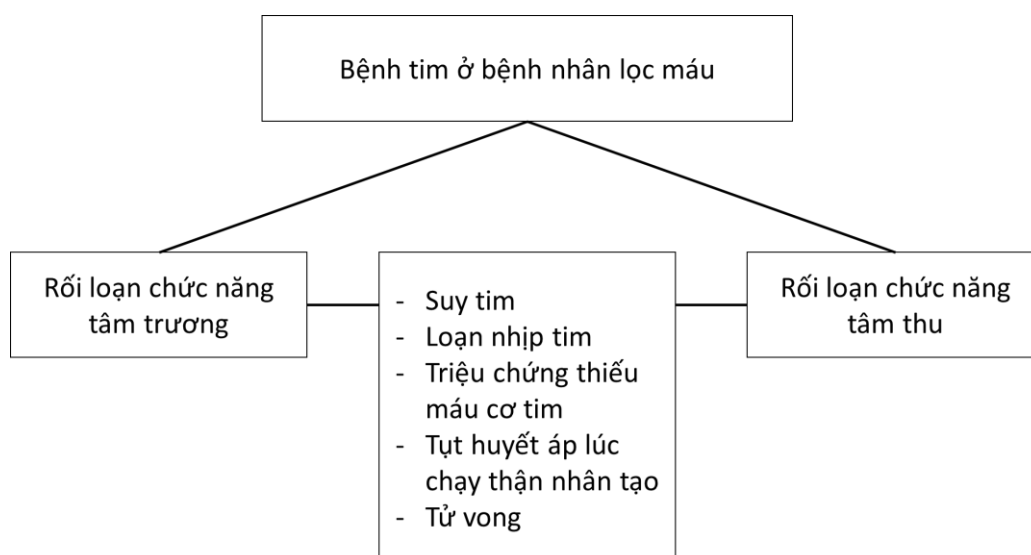 Bệnh tim ở bệnh nhân lọc máu
Rối loạn chức năng
tâm trương
- Suy tim
- Loạn nhịp tim
- Triệu chứng thiếu
máu cơ tim
- Tụt huyết áp lúc
chạy thận nhân tạo
- Tử vong
Rối loạn chức năng
tâm thu